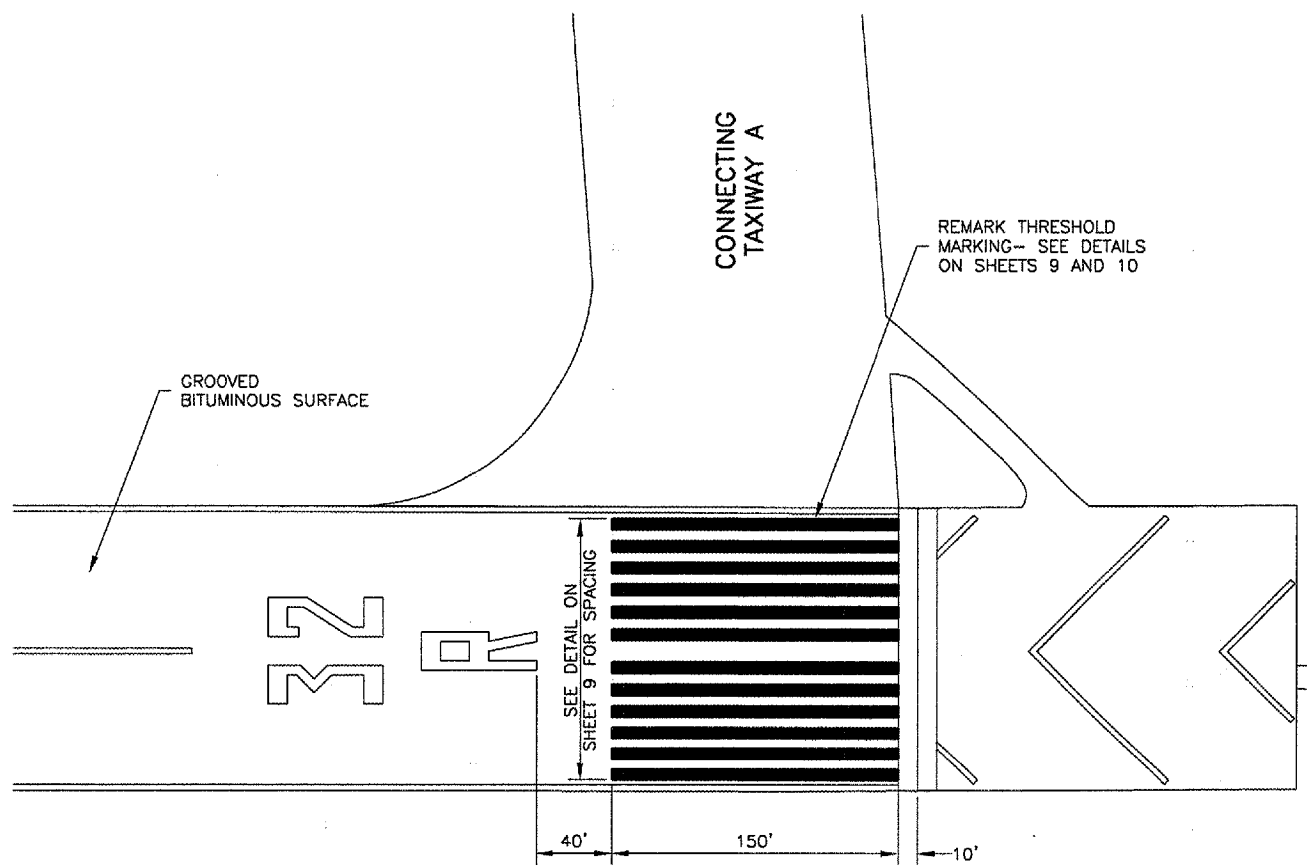 CONNECTING
TAXIWAY A
REMARK THRESHOLD
MARKING-- SEE DETAILS
ON SHEETS 9 AND 10
GROOVED
BITUMINOUS SURFACE
32
R
SEE DETAIL ON
SHEET 9 FOR SPACING
40'
150'
10'